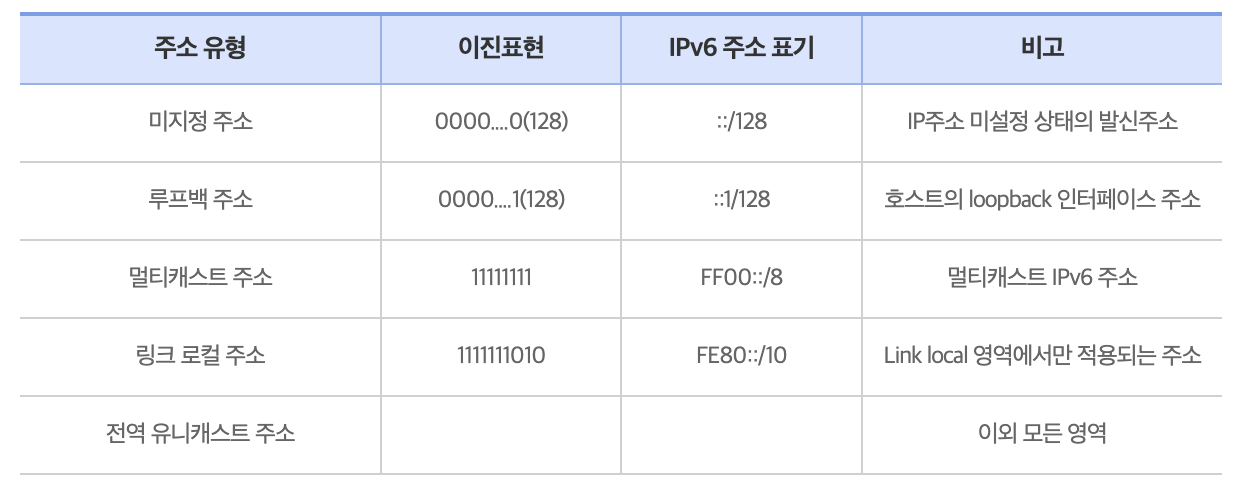 주소 유형 이진표현 IPv6 주소 표기 비고
미지정 주소 0000....0(128) ::/128 IP주소 미설정 상태의 발신주소
루프백 주소 0000....1(128) ::1/128 호스트의 loopback 인터페이스 주소
멀티캐스트 주소 11111111 FF00::/8 멀티캐스트 IPv6 주소
링크 로컬 주소 1111111010 FE80::/10 Link local 영역에서만 적용되는 주소
전역 유니캐스트 주소 이외 모든 영역